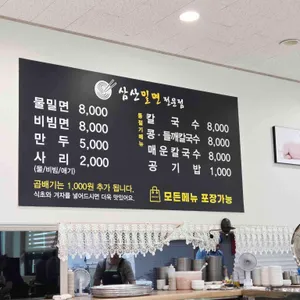 삼산밀면전문점
물밀면 8,000
비빔면 8,000
만두 5,000
사리 2,000
(물/비빔/애기)
곱배기는 1,000원 추가 됩니다.
식초와 겨자를 넣어드시면 더욱 맛있어요.
칼국수 8,000
콩·들깨칼국수 8,000
매운칼국수 8,000
공기밥 1,000
모든메뉴 포장가능